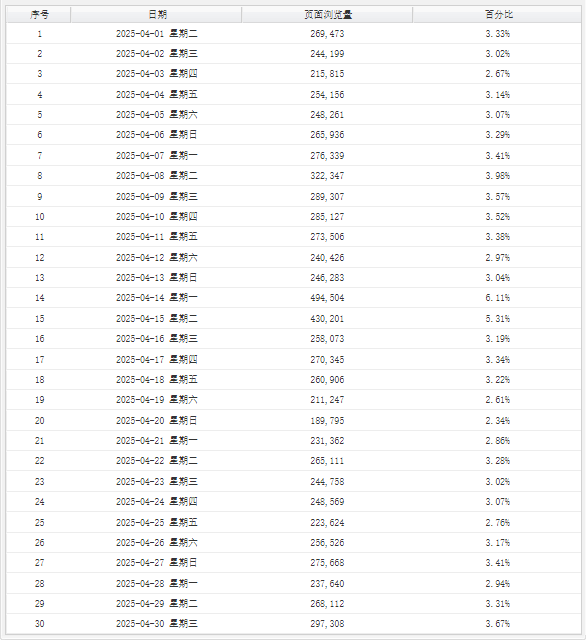 序号 日期 页面浏览量 百分比
1 2025-04-01 星期二 269,473 3.33%
2 2025-04-02 星期三 244,199 3.02%
3 2025-04-03 星期四 215,815 2.67%
4 2025-04-04 星期五 254,156 3.14%
5 2025-04-05 星期六 248,261 3.07%
6 2025-04-06 星期日 265,936 3.29%
7 2025-04-07 星期一 276,339 3.41%
8 2025-04-08 星期二 322,347 3.98%
9 2025-04-09 星期三 289,307 3.57%
10 2025-04-10 星期四 285,127 3.52%
11 2025-04-11 星期五 273,506 3.38%
12 2025-04-12 星期六 240,426 2.97%
13 2025-04-13 星期日 246,283 3.04%
14 2025-04-14 星期一 494,504 6.11%
15 2025-04-15 星期二 430,201 5.31%
16 2025-04-16 星期三 258,073 3.19%
17 2025-04-17 星期四 270,345 3.34%
18 2025-04-18 星期五 260,906 3.22%
19 2025-04-19 星期六 211,247 2.61%
20 2025-04-20 星期日 189,795 2.34%
21 2025-04-21 星期一 231,362 2.86%
22 2025-04-22 星期二 265,111 3.28%
23 2025-04-23 星期三 244,758 3.02%
24 2025-04-24 星期四 248,569 3.07%
25 2025-04-25 星期五 223,624 2.76%
26 2025-04-26 星期六 256,526 3.17%
27 2025-04-27 星期日 275,668 3.41%
28 2025-04-28 星期一 237,640 2.94%
29 2025-04-29 星期二 268,112 3.31%
30 2025-04-30 星期三 297,308 3.67%